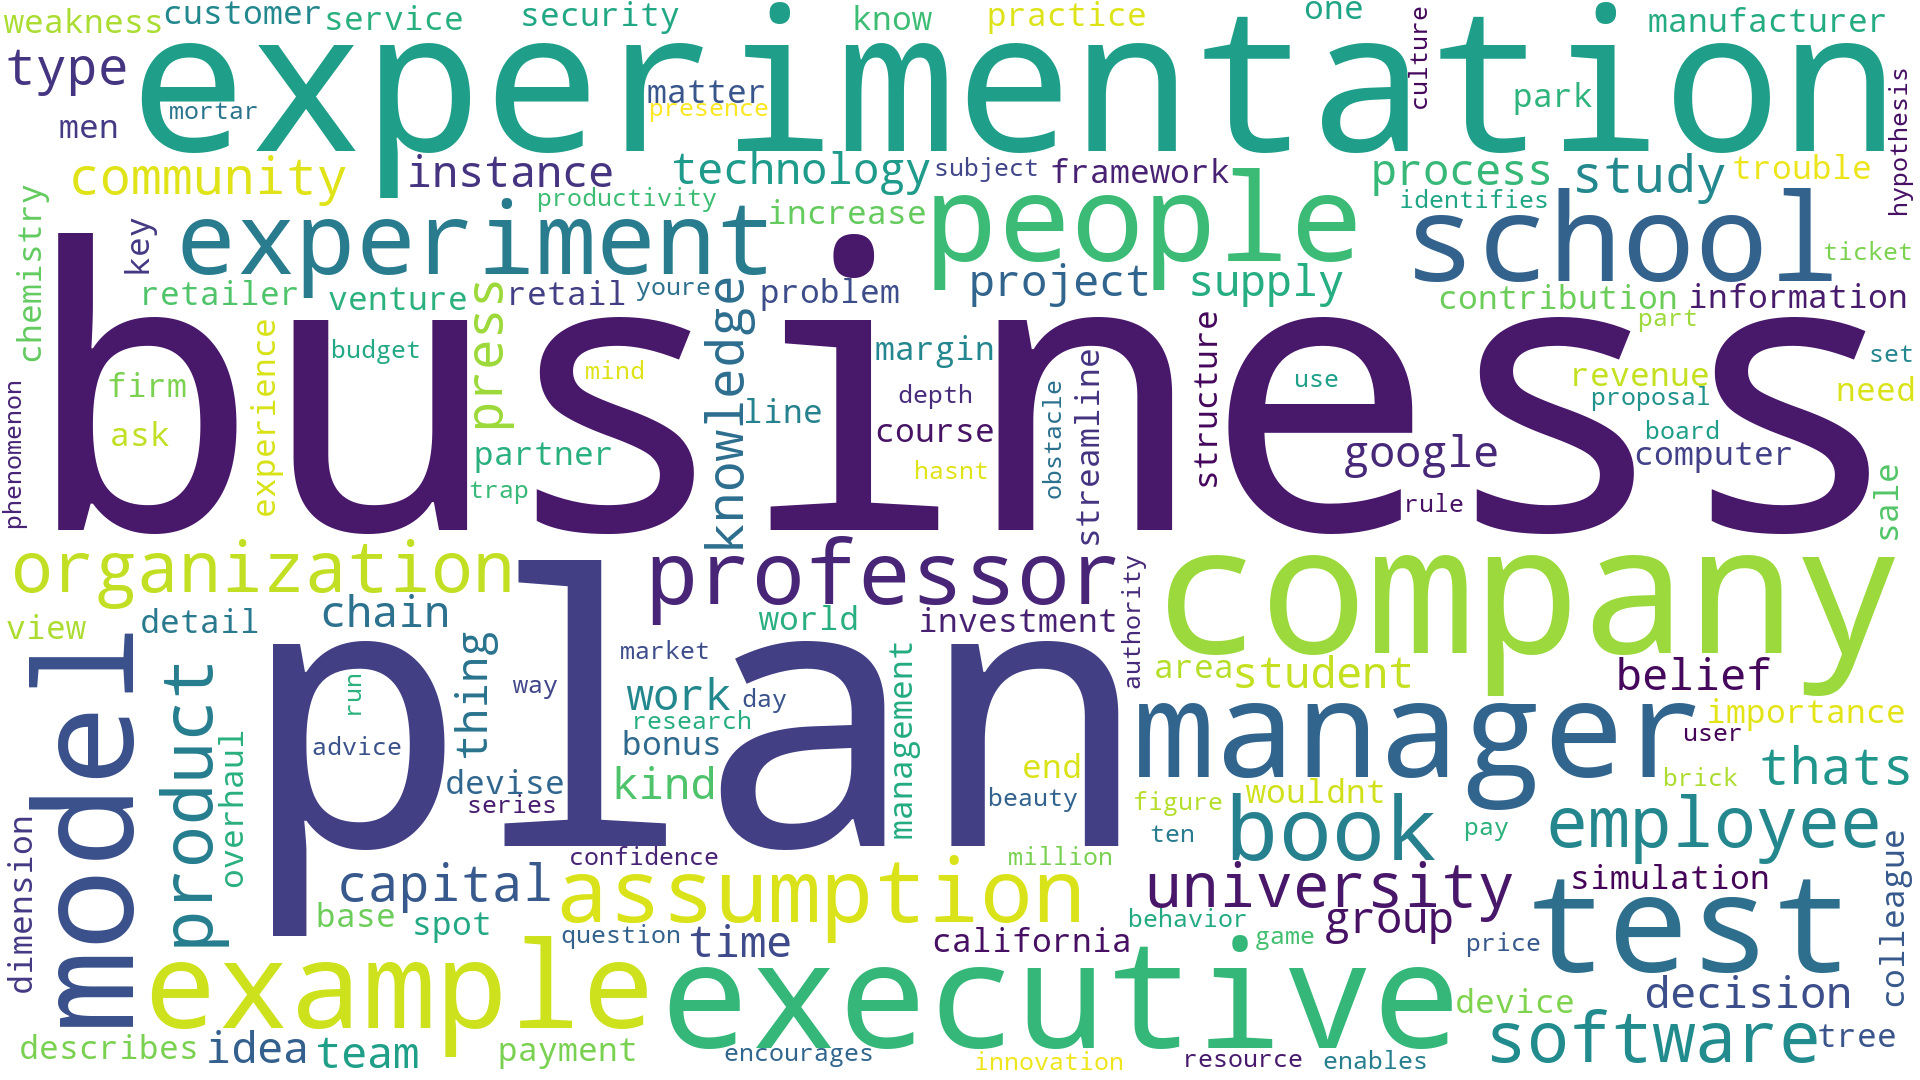 weakness
customer
service
security
know
practice
one
culture
manufacturer
type
experimentation
mortar
men
matter
presence
park
hypothesis
community
instance
technology
subject
framework
process
study
trouble
chemistry
key
experiment
productivity
increase
people
identifies
school
ticket
retailer
venture
retail
youre
problem
project
supply
contribution
information
business
experience
budget
press
knowledge
margin
structure
part
phenomenon
firm
mind
line
depth
obstacle
streamline
use
revenue
proposal
set
need
ask
partner
trap
course
hasnt
google
board
computer
rule
sale
organization
professor
company
view
detail
chain
world
investment
authority
model
product
overhaul
plan
run
thing
way
market
work
day
research
management
area
student
belief
advice
bonus
manager
importance
user
devise
series
kind
end
beauty
figure
wouldnt
brick
thats
ten
book
pay
employee
dimension
confidence
million
capital
assumption
university
simulation
colleague
base
spot
question
time
california
behavior
group
game
price
test
example
executive
device
decision
describes
idea
team
payment
encourages
innovation
resource
enables
software
tree